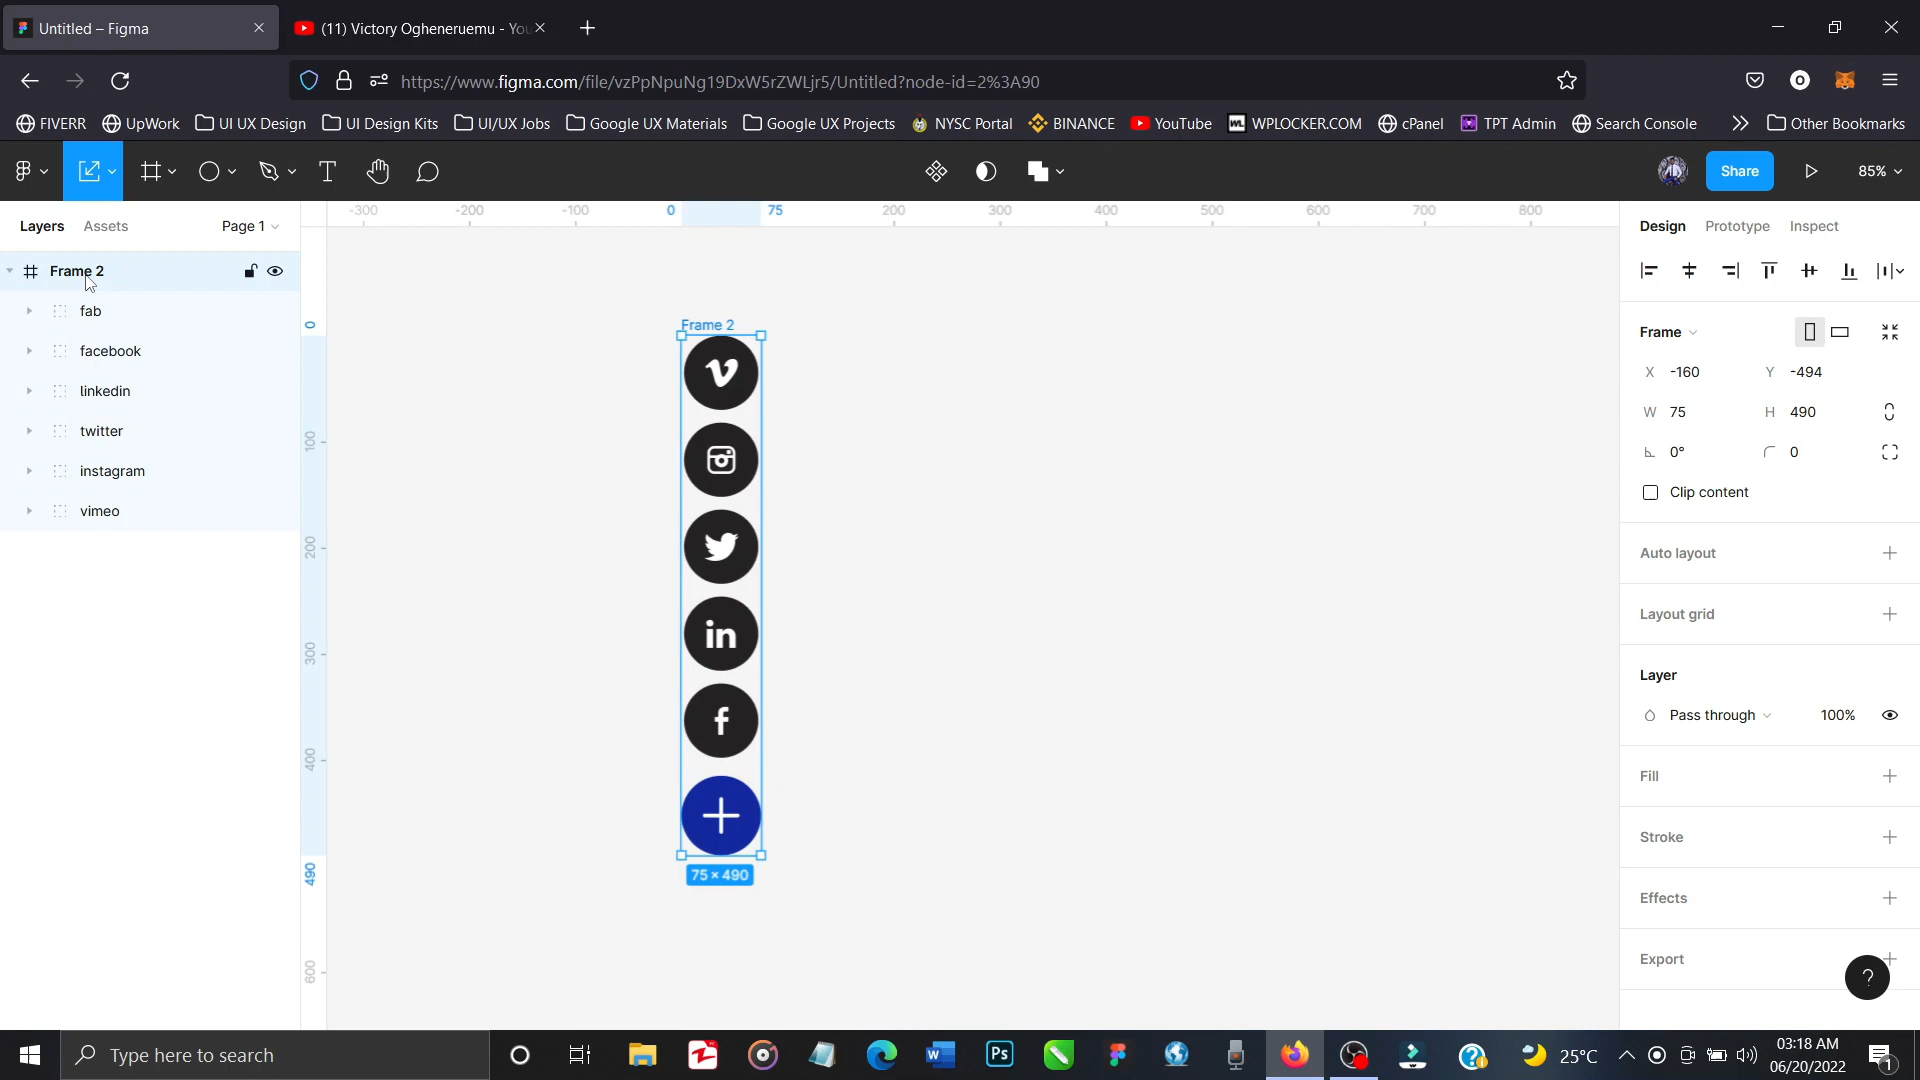 Untitled – Figma
(11) Victory Ogheneruemu - You
https://www.figma.com/file/vzPpNpuNg19DxW5rZWLjr5/Untitled?node-id=2%3A90
FIVERR
UpWork
UI UX Design
UI Design Kits
UI/UX Jobs
Google UX Materials
Google UX Projects
NYSC Portal
BINANCE
YouTube
WPLOCKER.COM
cPanel
TPT Admin
Search Console
Other Bookmarks
Share
85%
Layers
Assets
Page 1
-300
-200
-100
0
75
200
300
400
500
600
700
800
Design
Prototype
Inspect
Frame 2
fab
facebook
linkedin
twitter
instagram
vimeo
0
100
200
300
400
490
600
Frame 2
in
f
75 × 490
Frame
X -160
Y -494
W 75
H 490
0°
0
Clip content
Auto layout
Layout grid
Layer
Pass through
100%
Fill
Stroke
Effects
Export
?
Type here to search
Ps
25°C
03:18 AM
06/20/2022
1